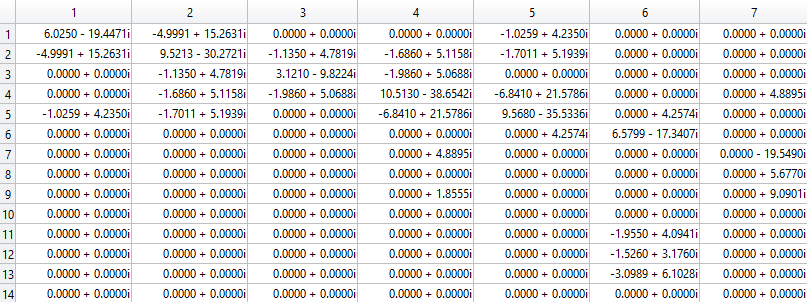 1 2 3 4 5 6 7
1 6.0250 - 19.4471i -4.9991 + 15.2631i 0.0000 + 0.0000i 0.0000 + 0.0000i -1.0259 + 4.2350i 0.0000 + 0.0000i 0.0000 + 0.0000i
2 -4.9991 + 15.2631i 9.5213 - 30.2721i -1.1350 + 4.7819i -1.6860 + 5.1158i -1.7011 + 5.1939i 0.0000 + 0.0000i 0.0000 + 0.0000i
3 0.0000 + 0.0000i -1.1350 + 4.7819i 3.1210 - 9.8224i -1.9860 + 5.0688i 0.0000 + 0.0000i 0.0000 + 0.0000i 0.0000 + 0.0000i
4 0.0000 + 0.0000i -1.6860 + 5.1158i -1.9860 + 5.0688i 10.5130 - 38.6542i -6.8410 + 21.5786i 0.0000 + 0.0000i 0.0000 + 4.8895i
5 -1.0259 + 4.2350i -1.7011 + 5.1939i 0.0000 + 0.0000i -6.8410 + 21.5786i 9.5680 - 35.5336i 0.0000 + 4.2574i 0.0000 + 0.0000i
6 0.0000 + 0.0000i 0.0000 + 0.0000i 0.0000 + 0.0000i 0.0000 + 0.0000i 0.0000 + 4.2574i 6.5799 - 17.3407i 0.0000 + 0.0000i
7 0.0000 + 0.0000i 0.0000 + 0.0000i 0.0000 + 0.0000i 0.0000 + 4.8895i 0.0000 + 0.0000i 0.0000 + 0.0000i 0.0000 - 19.5490i
8 0.0000 + 0.0000i 0.0000 + 0.0000i 0.0000 + 0.0000i 0.0000 + 0.0000i 0.0000 + 0.0000i 0.0000 + 0.0000i 0.0000 + 5.6770i
9 0.0000 + 0.0000i 0.0000 + 0.0000i 0.0000 + 0.0000i 0.0000 + 1.8555i 0.0000 + 0.0000i 0.0000 + 0.0000i 0.0000 + 9.0901i
10 0.0000 + 0.0000i 0.0000 + 0.0000i 0.0000 + 0.0000i 0.0000 + 0.0000i 0.0000 + 0.0000i 0.0000 + 0.0000i 0.0000 + 0.0000i
11 0.0000 + 0.0000i 0.0000 + 0.0000i 0.0000 + 0.0000i 0.0000 + 0.0000i 0.0000 + 0.0000i -1.9550 + 4.0941i 0.0000 + 0.0000i
12 0.0000 + 0.0000i 0.0000 + 0.0000i 0.0000 + 0.0000i 0.0000 + 0.0000i 0.0000 + 0.0000i -1.5260 + 3.1760i 0.0000 + 0.0000i
13 0.0000 + 0.0000i 0.0000 + 0.0000i 0.0000 + 0.0000i 0.0000 + 0.0000i 0.0000 + 0.0000i -3.0989 + 6.1028i 0.0000 + 0.0000i
14 0.0000 + 0.0000i 0.0000 + 0.0000i 0.0000 + 0.0000i 0.0000 + 0.0000i 0.0000 + 0.0000i 0.0000 + 0.0000i 0.0000 + 0.0000i